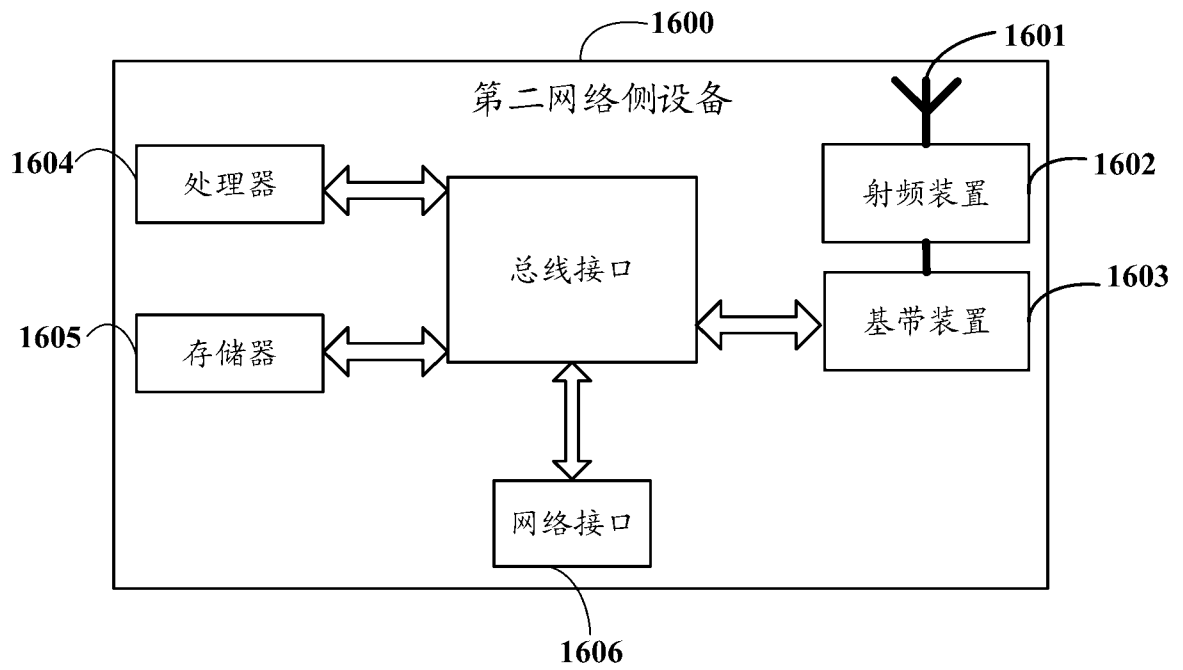 1600
1601
第二网络侧设备
1604
处理器
射频装置
1602
总线接口
1605
存储器
基带装置
1603
网络接口
1606